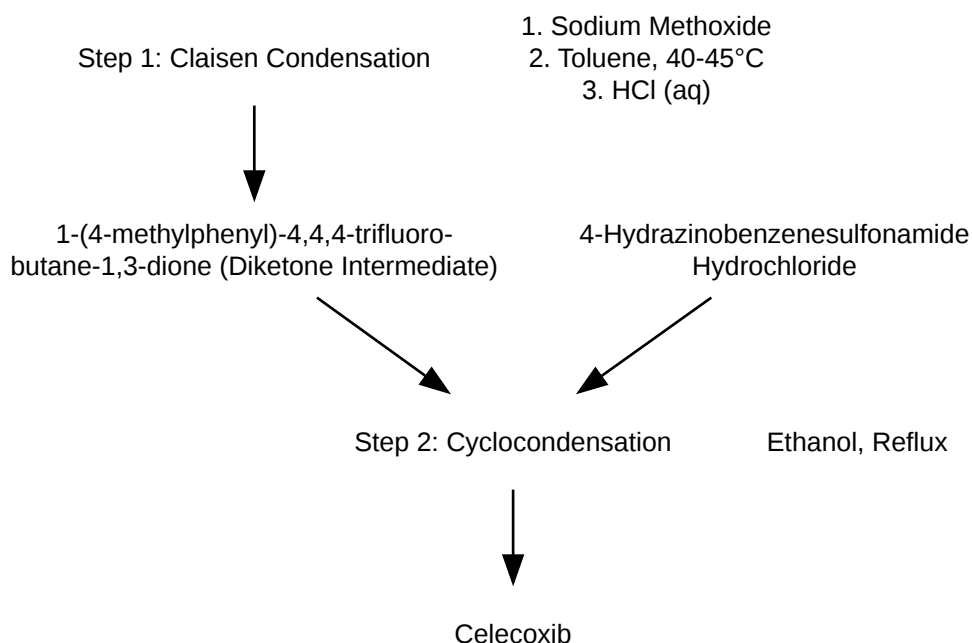 Step 1: Claisen Condensation
1. Sodium Methoxide
2. Toluene, 40-45°C
3. HCl (aq)
1-(4-methylphenyl)-4,4,4-trifluoro-
butane-1,3-dione (Diketone Intermediate)
4-Hydrazinobenzenesulfonamide
Hydrochloride
Step 2: Cyclocondensation
Ethanol, Reflux
Celecoxib